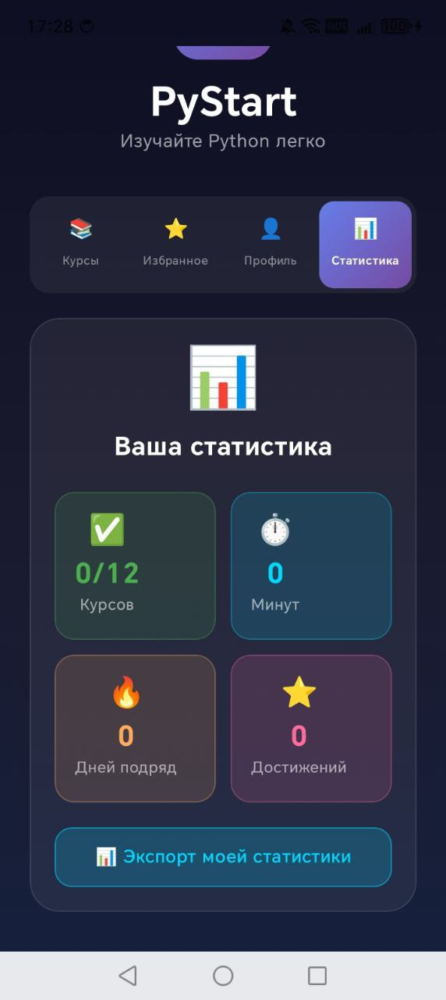 17:28
100
PyStart
Изучайте Python легко
Курсы
Избранное
Профиль
Статистика
Ваша статистика
0/12
Курсов
0
Минут
0
Дней подряд
0
Достижений
Экспорт моей статистики